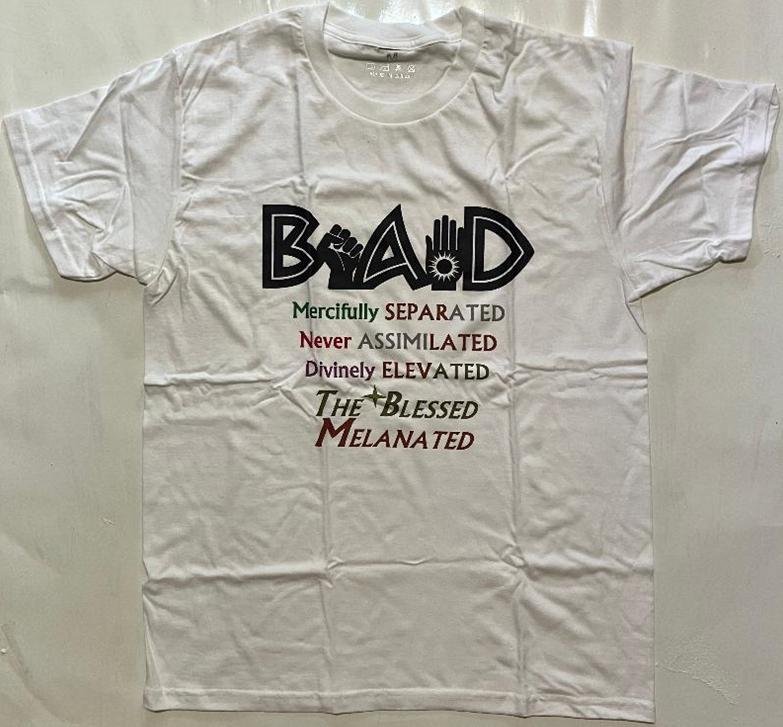 M
BAD
Mercifully SEPARATED
Never ASSIMILATED
Divinely ELEVATED
THE BLESSED
MELANATED